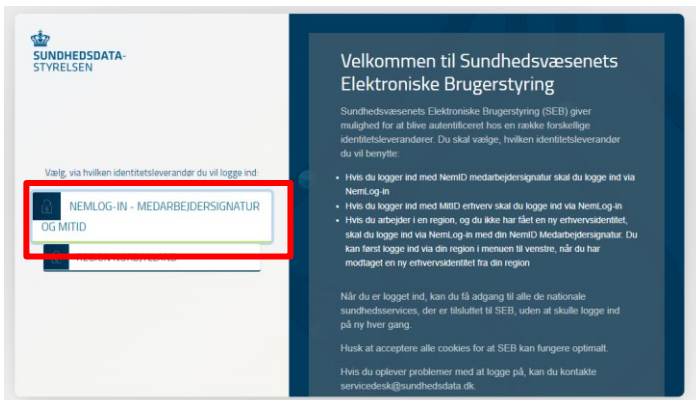 SUNDHEDSDATA-
STYRELSEN
Vælg, via hvilken identitetsleverandør du vil logge ind:
NEMLOG-IN - MEDARBEJDERSIGNATUR
OG MITID
Velkommen til Sundhedsvæsenets
Elektroniske Brugerstyring
Sundhedsvæsenets Elektroniske Brugerstyring (SEB) giver
mulighed for at blive autentificeret hos en række forskellige
identitetsleverandører. Du skal vælge, hvilken identitetsleverandør
du vil benytte:
• Hvis du logger ind med NemID medarbejdersignatur skal du logge ind via
NemLog-in
• Hvis du logger ind med MitID erhverv skal du logge ind via NemLog-in
• Hvis du arbejder i en region, og du ikke har fået en ny erhvervsidentitet,
skal du logge ind via NemLog-in med din NemID Medarbejdersignatur. Du
kan først logge ind via din region i menuen til venstre, når du har
modtaget en ny erhvervsidentitet fra din region
Når du er logget ind, kan du få adgang til alle de nationale
sundhedsservices, der er tilsluttet til SEB, uden at skulle logge ind
på ny hver gang.
Husk at acceptere alle cookies for at SEB kan fungere optimalt.
Hvis du oplever problemer med at logge på, kan du kontakte
servicedesk@sundhedsdata.dk.